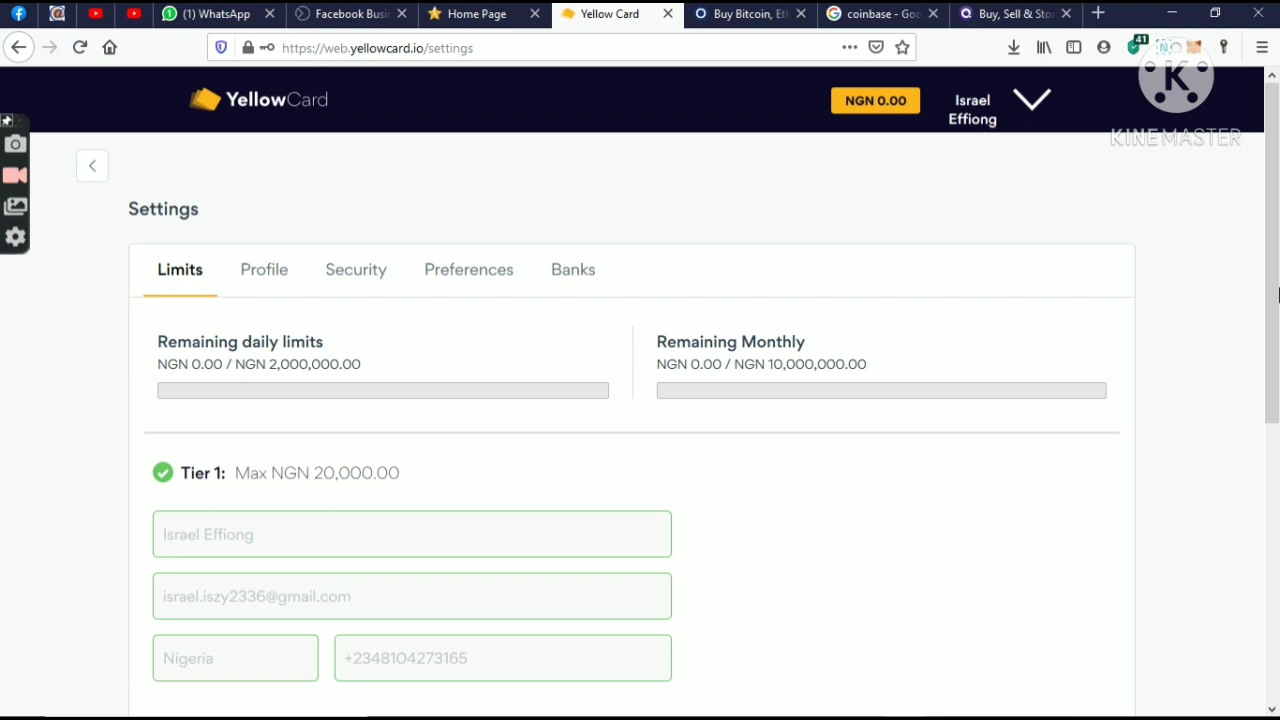 (1) WhatsApp
Facebook Busi
Home Page
Yellow Card
Buy Bitcoin, Et
coinbase - Goo
Buy, Sell & Sto
https://web.yellowcard.io/settings
41
YellowCard
NGN 0.00
Israel
Effiong
K
KINEMASTER
Settings
Limits
Profile
Security
Preferences
Banks
Remaining daily limits
NGN 0.00 / NGN 2,000,000.00
Remaining Monthly
NGN 0.00 / NGN 10,000,000.00
Tier 1: Max NGN 20,000.00
Israel Effiong
israel.iszy2336@gmail.com
Nigeria
+2348104273165